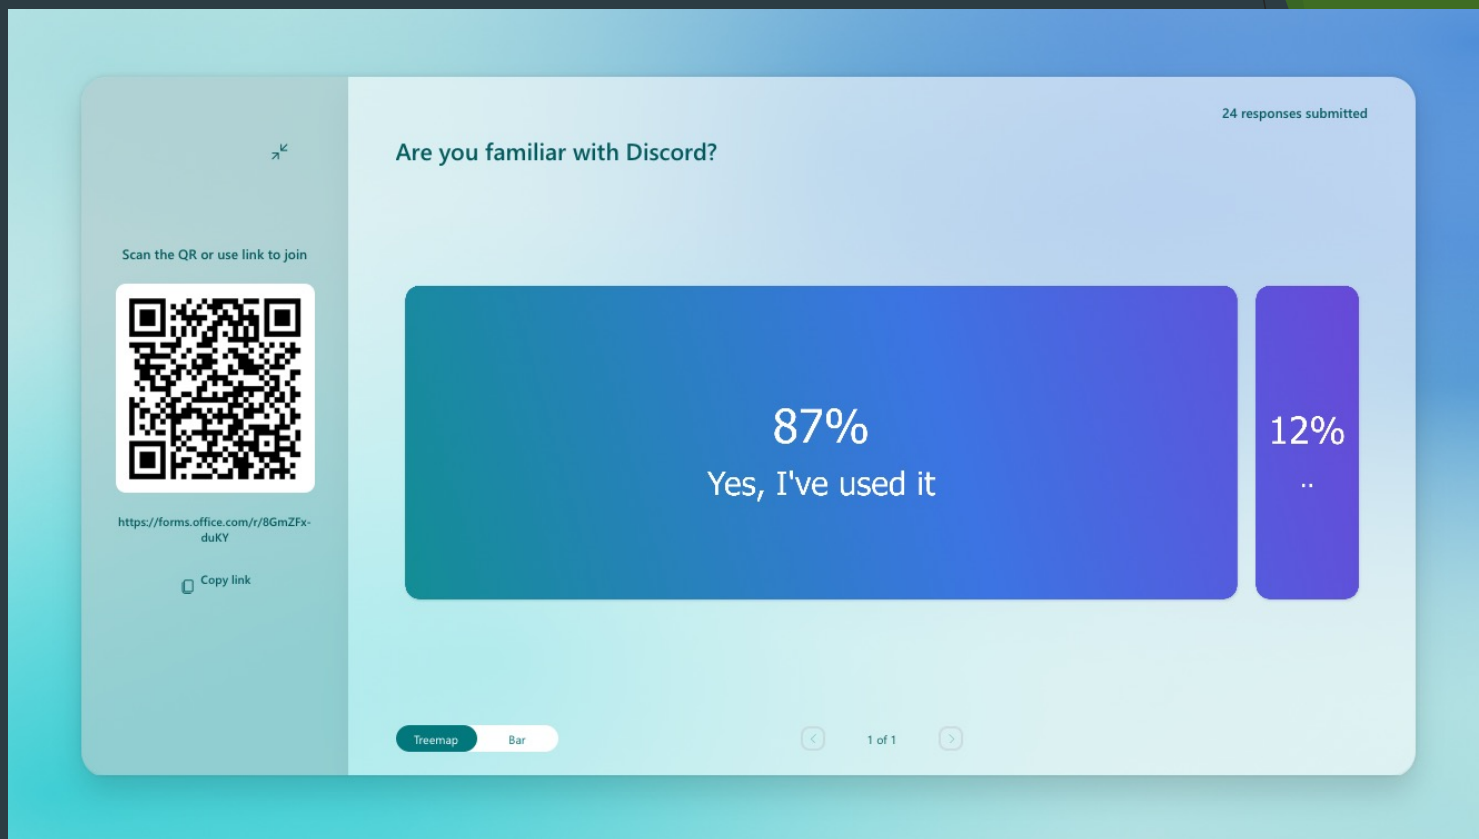 24 responses submitted
Are you familiar with Discord?
Scan the QR or use link to join
https://forms.office.com/r/8GmZFx-
duKY
Copy link
87%
Yes, I've used it
12%
..
Treemap
Bar
1 of 1